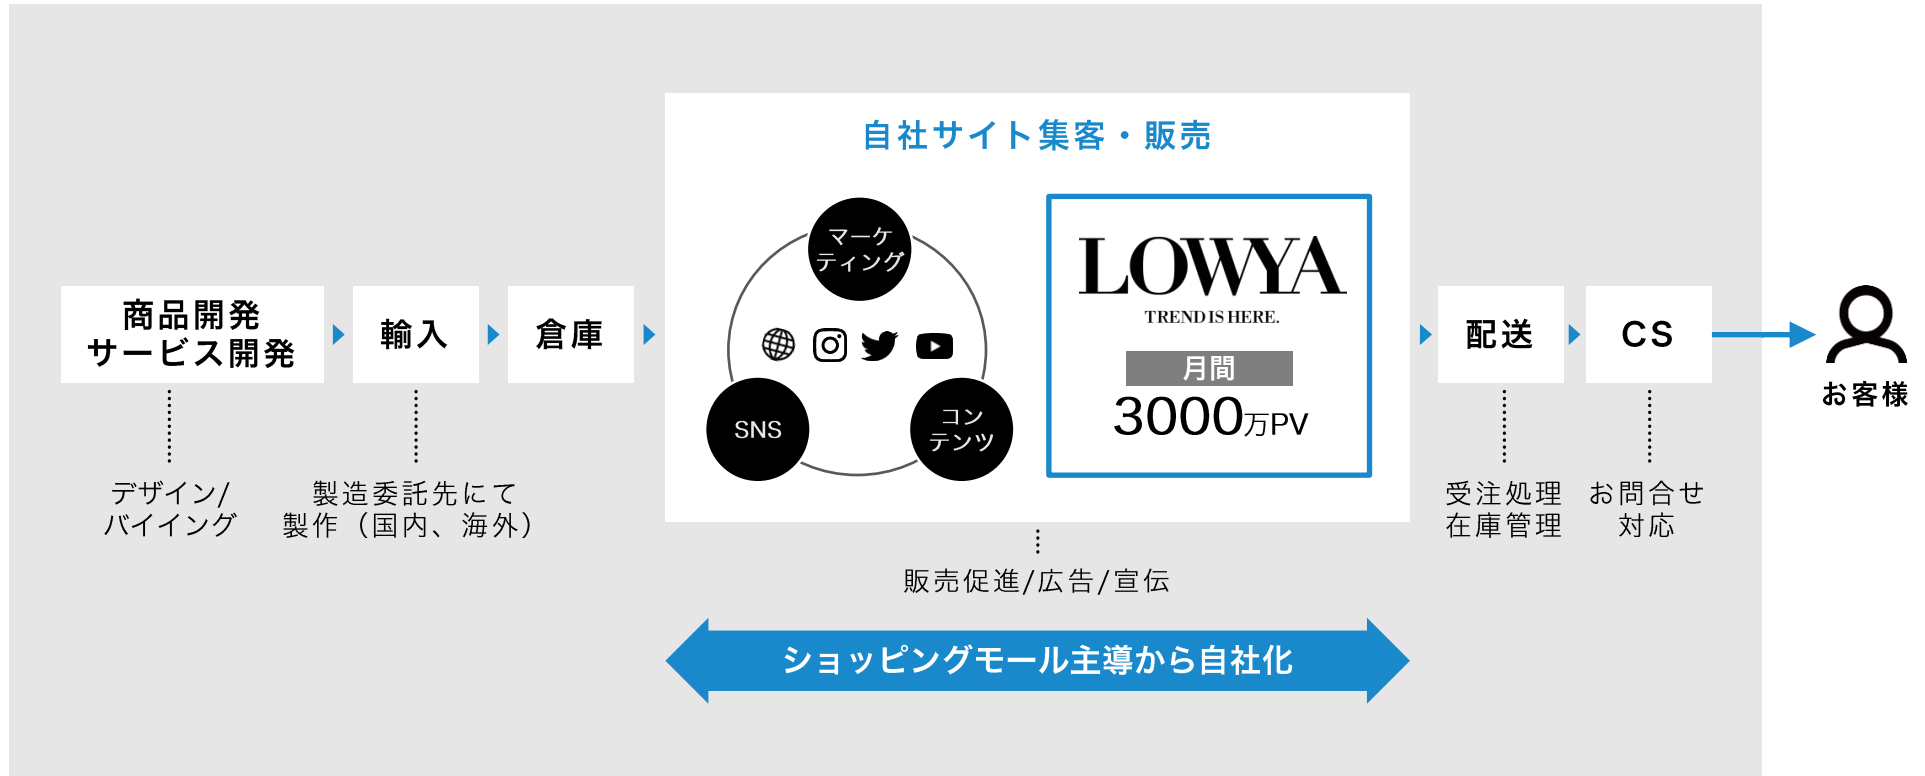 自社サイト集客・販売
マーケ
ティング
SNS
コン
テンツ
LOWYA
TREND IS HERE.
月間
3000万PV
商品開発
サービス開発
輸入
倉庫
配送
CS
お客様
デザイン/
バイイング
製造委託先にて
製作（国内、海外）
販売促進/広告/宣伝
受注処理
在庫管理
お問合せ
対応
ショッピングモール主導から自社化